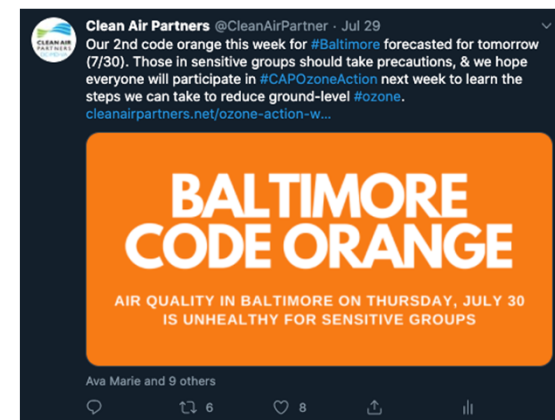 Clean Air Partners @CleanAirPartner · Jul 29
Our 2nd code orange this week for #Baltimore forecasted for tomorrow
(7/30). Those in sensitive groups should take precautions, & we hope
everyone will participate in #CAPOzoneAction next week to learn the
steps we can take to reduce ground-level #ozone.
cleanairpartners.net/ozone-action-w...
CLEAN AIR
PARTNERS
BALTIMORE
CODE ORANGE
AIR QUALITY IN BALTIMORE ON THURSDAY, JULY 30
IS UNHEALTHY FOR SENSITIVE GROUPS
Ava Marie and 9 others
6 8